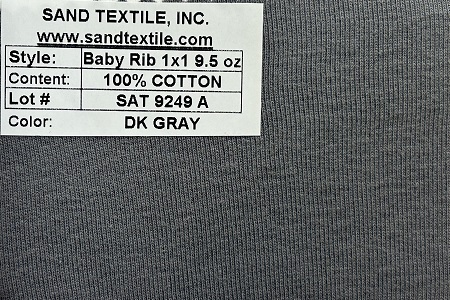 SAND TEXTILE, INC.
www.sandtextile.com
Style: Baby Rib 1x1 9.5 oz
Content: 100% COTTON
Lot # SAT 9249 A
Color: DK GRAY